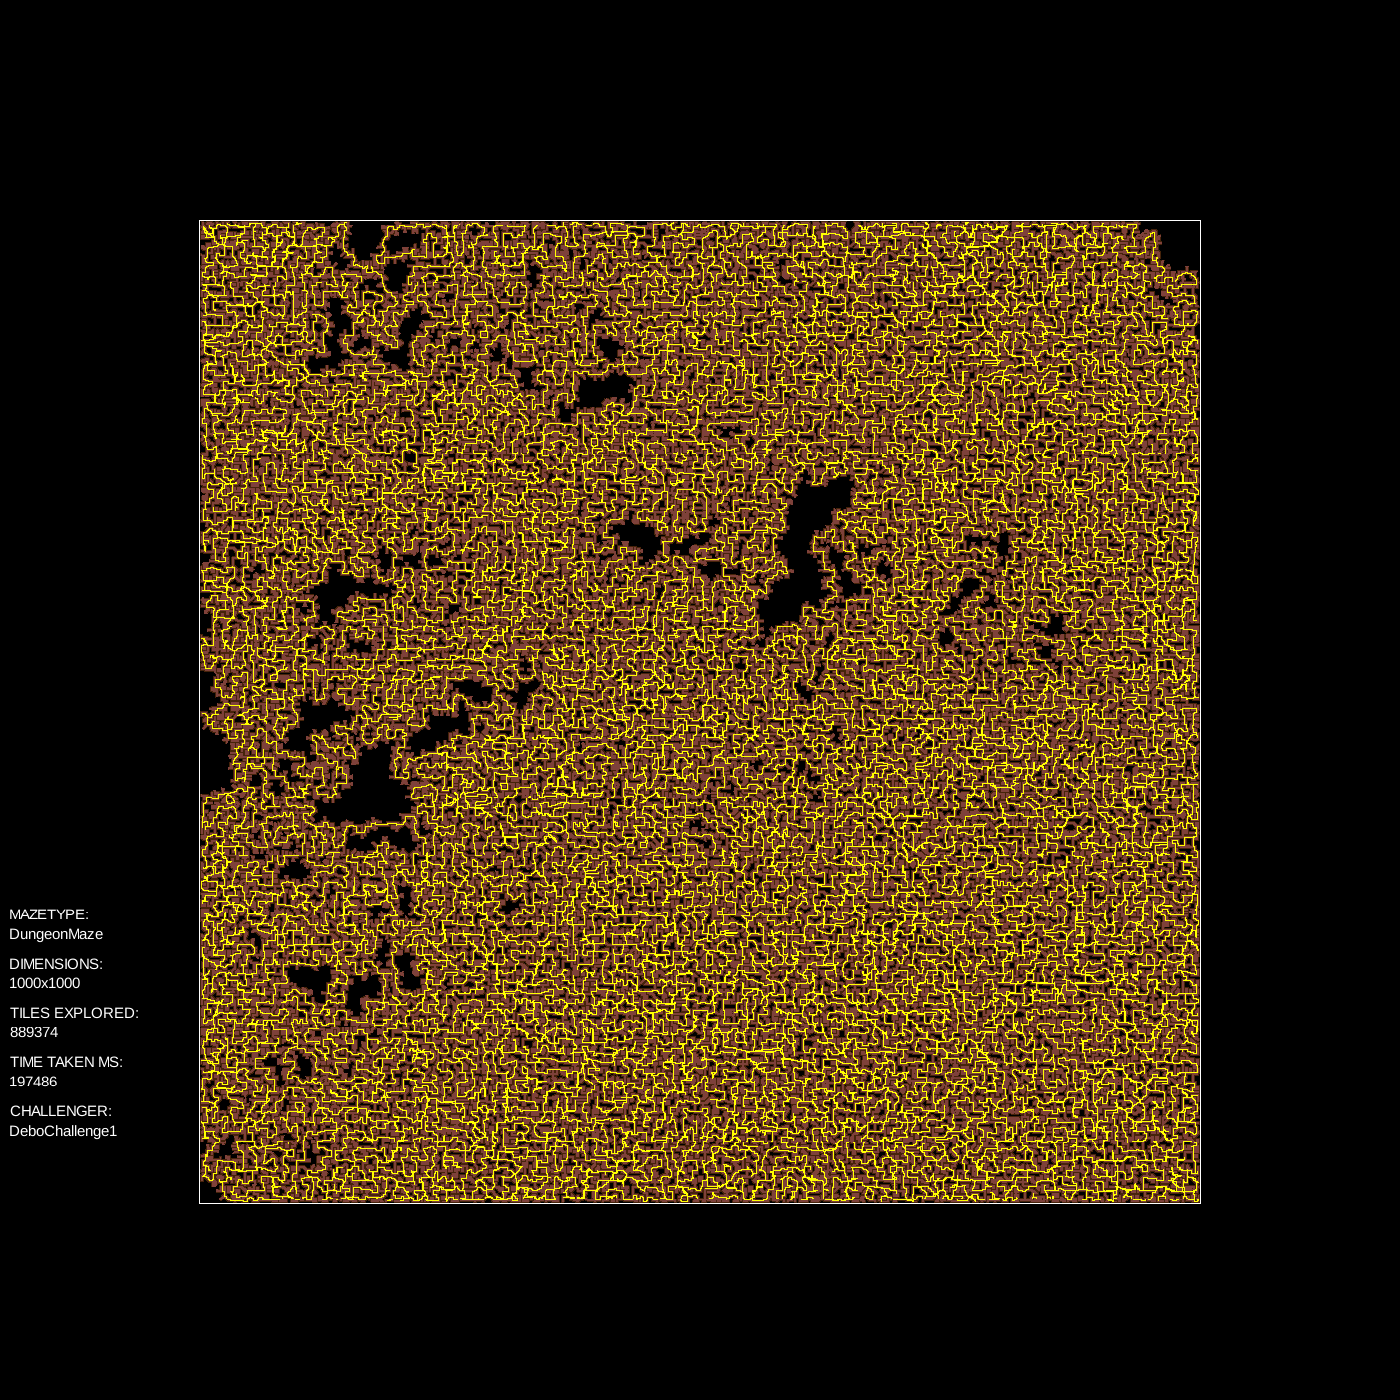 MAZETYPE:
DungeonMaze
DIMENSIONS:
1000x1000
TILES EXPLORED:
889374
TIME TAKEN MS:
197486
CHALLENGER:
DeboChallenge1